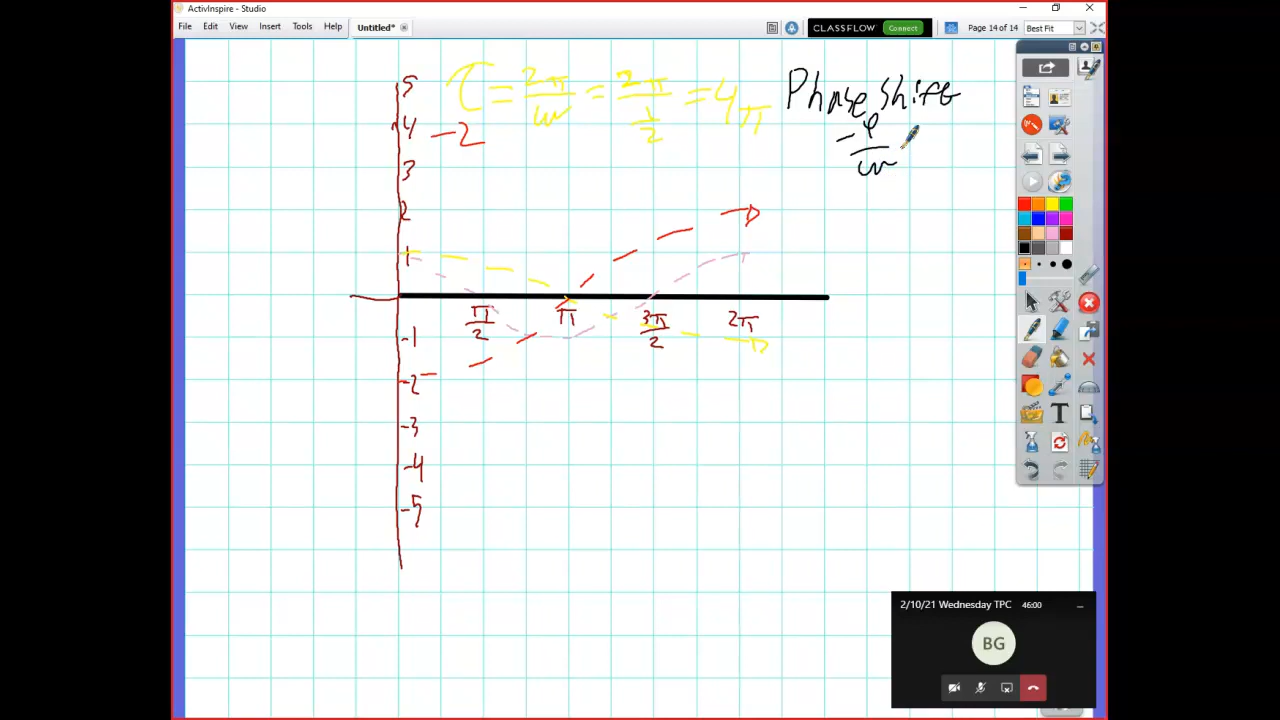 ActivInspire - Studio
File Edit View Insert Tools Help Untitled* CLASSFLOW Connect Page 14 of 14 Best Fit
5
τ = 2π/ω = 2π/(1/2) = 4π
Phase Shift
-φ/ω
4 -2
3
2
1
π/2 π 3π/2 2π
-1
-2
-3
-4
-5
T
2/10/21 Wednesday TPC 46:00
BG